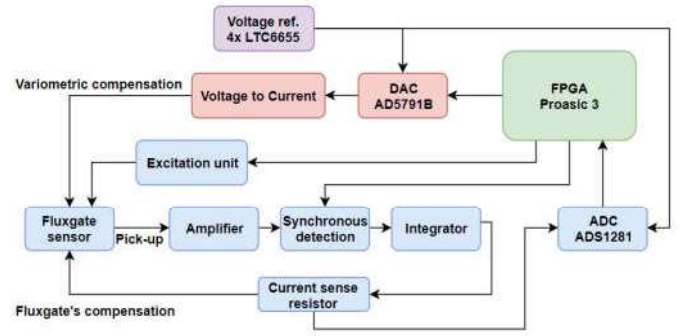 Voltage ref.
4x LTC6655
Variometric compensation
Voltage to Current
DAC
AD5791B
FPGA
Proasic 3
Excitation unit
Fluxgate
sensor
Pick-up
Amplifier
Synchronous
detection
Integrator
ADC
ADS1281
Current sense
resistor
Fluxgate's compensation